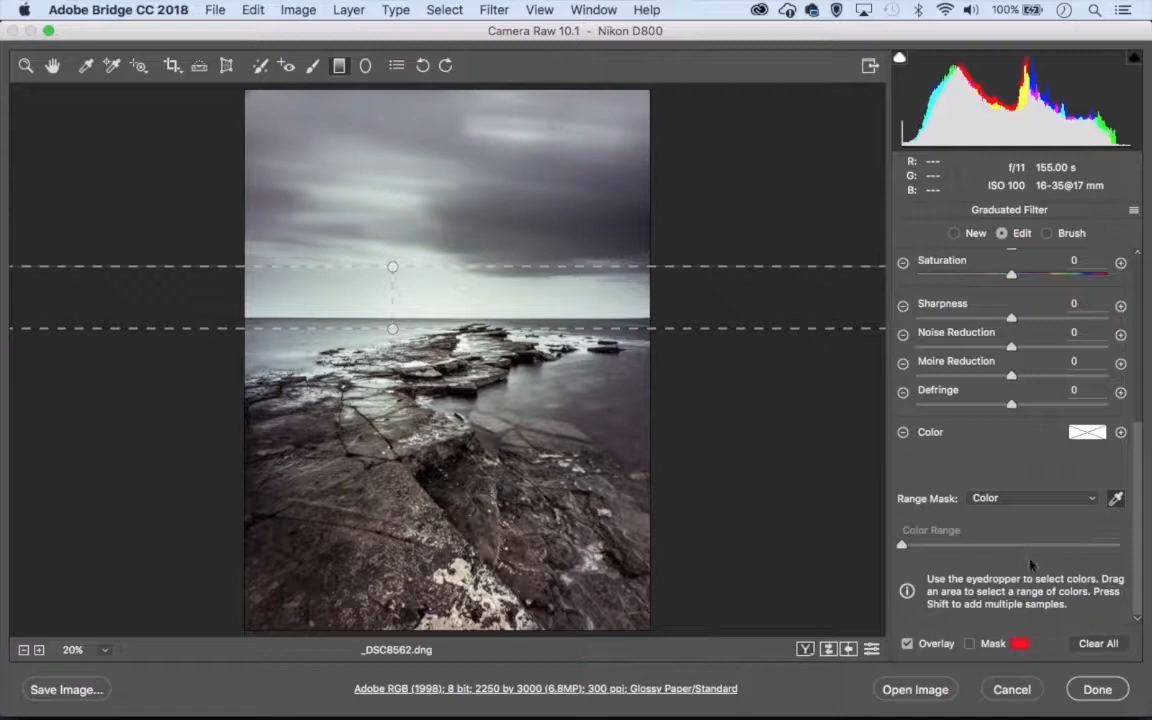 Adobe Bridge CC 2018 File Edit Image Layer Type Select Filter View Window Help 100%
Camera Raw 10.1 - Nikon D800
R: ---
G: ---
B: ---
f/11 155.00 s
ISO 100 16-35@17 mm
Graduated Filter
New Edit Brush
Saturation 0
Sharpness 0
Noise Reduction 0
Moire Reduction 0
Defringe 0
Color
Range Mask: Color
Color Range
Use the eyedropper to select colors. Drag
an area to select a range of colors. Press
Shift to add multiple samples.
Overlay Mask Clear All
20% _DSC8562.dng Y
Save Image... Adobe RGB (1998); 8 bit; 2250 by 3000 (6.8MP); 300 ppi; Glossy Paper/Standard Open Image Cancel Done